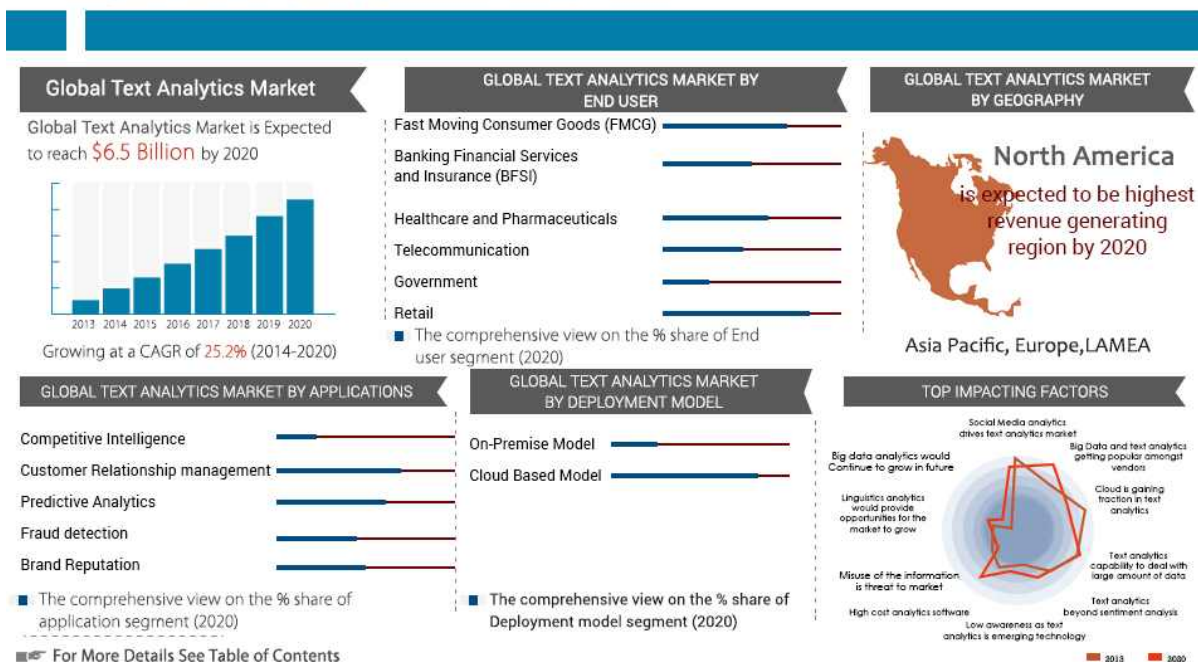 Global Text Analytics Market
Global Text Analytics Market is Expected
to reach $6.5 Billion by 2020
2013 2014 2015 2016 2017 2018 2019 2020
Growing at a CAGR of 25.2% (2014-2020)
GLOBAL TEXT ANALYTICS MARKET BY
END USER
Fast Moving Consumer Goods (FMCG)
Banking Financial Services
and Insurance (BFSI)
Healthcare and Pharmaceuticals
Telecommunication
Government
Retail
The comprehensive view on the % share of End
user segment (2020)
GLOBAL TEXT ANALYTICS MARKET
BY GEOGRAPHY
North America
is expected to be highest
revenue generating
region by 2020
Asia Pacific, Europe,LAMEA
GLOBAL TEXT ANALYTICS MARKET BY APPLICATIONS
Competitive Intelligence
Customer Relationship management
Predictive Analytics
Fraud detection
Brand Reputation
The comprehensive view on the % share of
application segment (2020)
For More Details See Table of Contents
GLOBAL TEXT ANALYTICS MARKET
BY DEPLOYMENT MODEL
On-Premise Model
Cloud Based Model
The comprehensive view on the % share of
Deployment model segment (2020)
TOP IMPACTING FACTORS
Social Media analytics
drives text analytics market
Big Data and text analytics
getting popular amongst
vendors
Cloud is gaining
traction in text
analytics
Text analytics
capability to deal with
large amount of data
Text analytics
beyond sentiment analysis
Low awareness as text
analytics is emerging technology
High cost analytics software
Misuse of the information
is threat to market
Linguistics analytics
would provide
opportunities for the
market to grow
Big data analytics would
Continue to grow in future
2013 2020